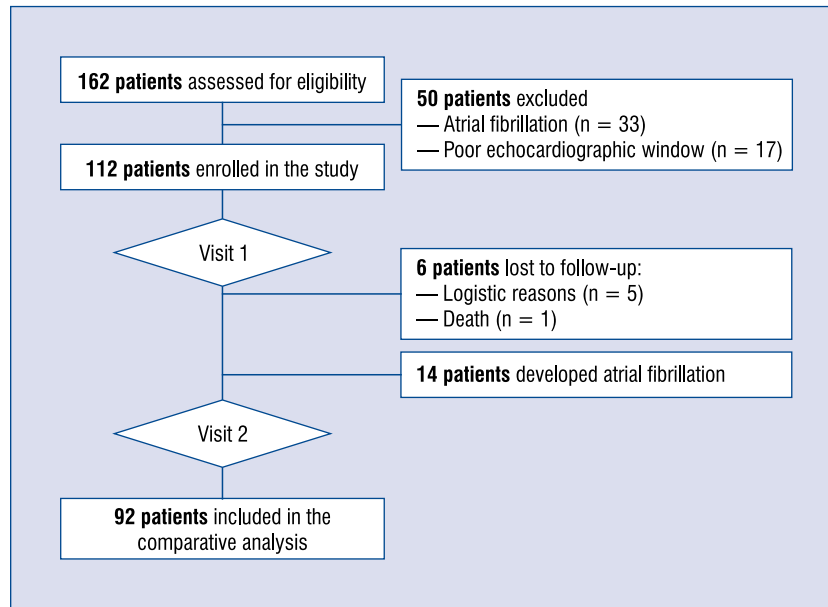 162 patients assessed for eligibility
50 patients excluded
— Atrial fibrillation (n = 33)
— Poor echocardiographic window (n = 17)
112 patients enrolled in the study
Visit 1
6 patients lost to follow-up:
— Logistic reasons (n = 5)
— Death (n = 1)
14 patients developed atrial fibrillation
Visit 2
92 patients included in the
comparative analysis